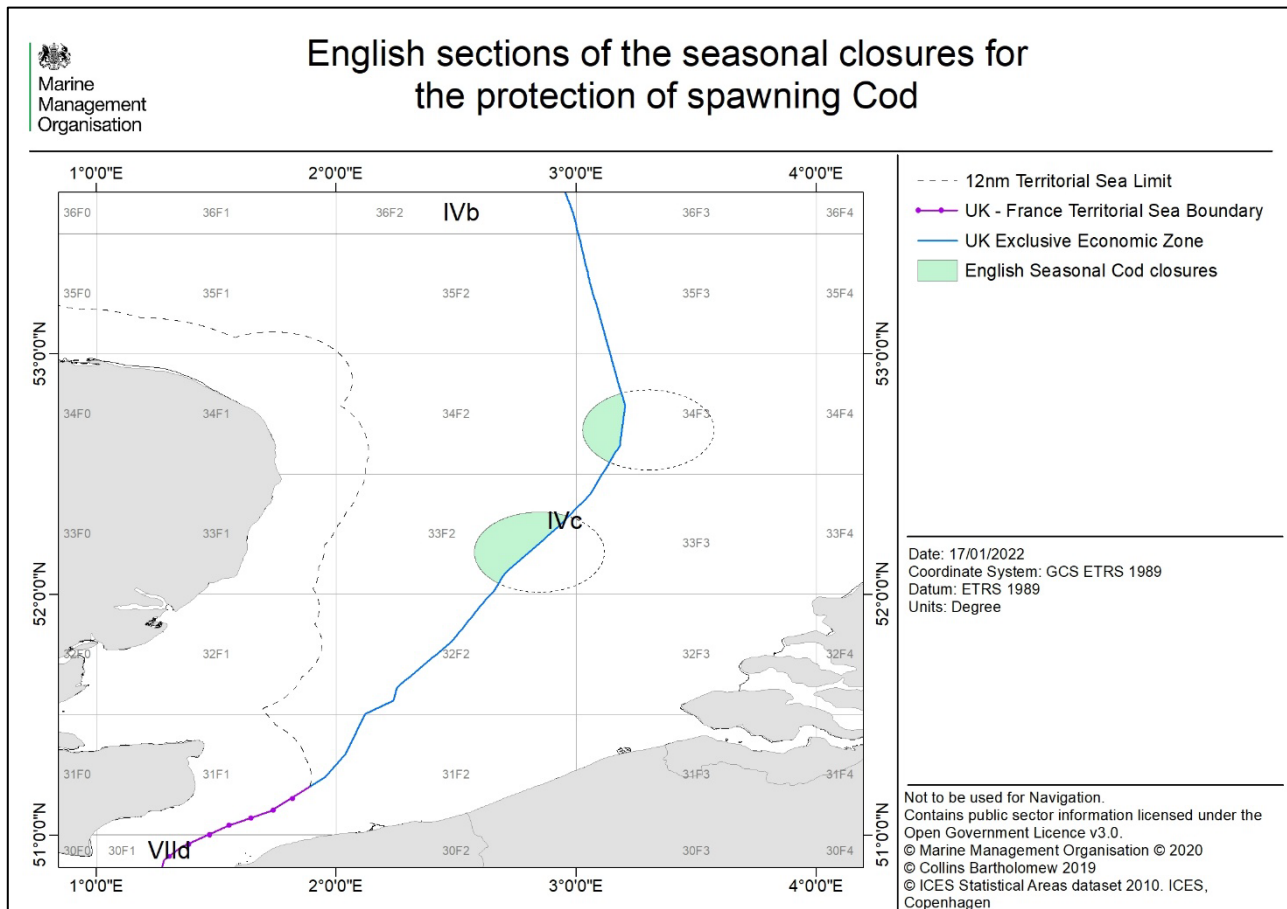 Marine
Management
Organisation
English sections of the seasonal closures for
the protection of spawning Cod
1°0'0"E 2°0'0"E 3°0'0"E 4°0'0"E
36F0 36F1 36F2 IVb 36F3 36F4
35F0 35F1 35F2 35F3 35F4
53°0'0"N 53°0'0"N
34F0 34F1 34F2 34F3 34F4
IVc
33F0 33F1 33F2 33F3 33F4
52°0'0"N 52°0'0"N
32F0 32F1 32F2 32F3 32F4
31F0 31F1 31F2 31F3 31F4
51°0'0"N 51°0'0"N
30F0 30F1 VIId 30F2 30F3 30F4
1°0'0"E 2°0'0"E 3°0'0"E 4°0'0"E
12nm Territorial Sea Limit
UK - France Territorial Sea Boundary
UK Exclusive Economic Zone
English Seasonal Cod closures
Date: 17/01/2022
Coordinate System: GCS ETRS 1989
Datum: ETRS 1989
Units: Degree
Not to be used for Navigation.
Contains public sector information licensed under the
Open Government Licence v3.0.
© Marine Management Organisation © 2020
© Collins Bartholomew 2019
© ICES Statistical Areas dataset 2010. ICES,
Copenhagen